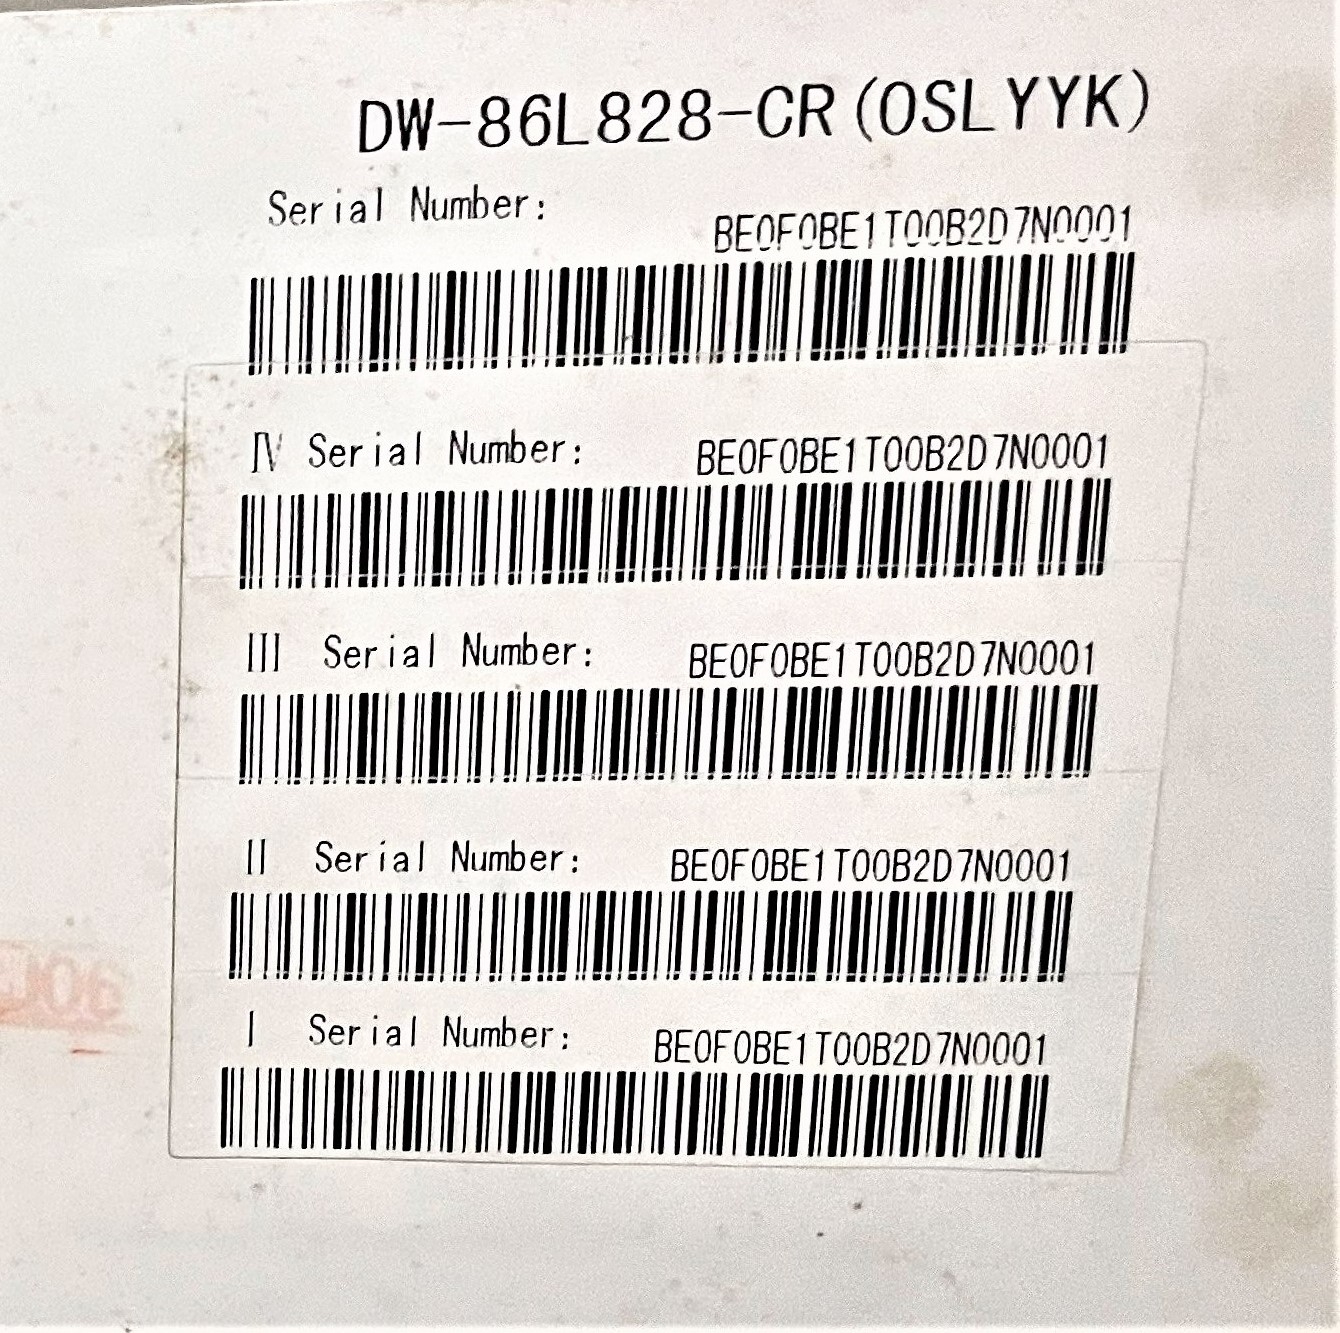 DW-86L828-CR(OSLYYK)
Serial Number:
BE0F0BE1T00B2D7N0001
IV Serial Number: BE0F0BE1T00B2D7N0001
III Serial Number: BE0F0BE1T00B2D7N0001
II Serial Number: BE0F0BE1T00B2D7N0001
I Serial Number: BE0F0BE1T00B2D7N0001